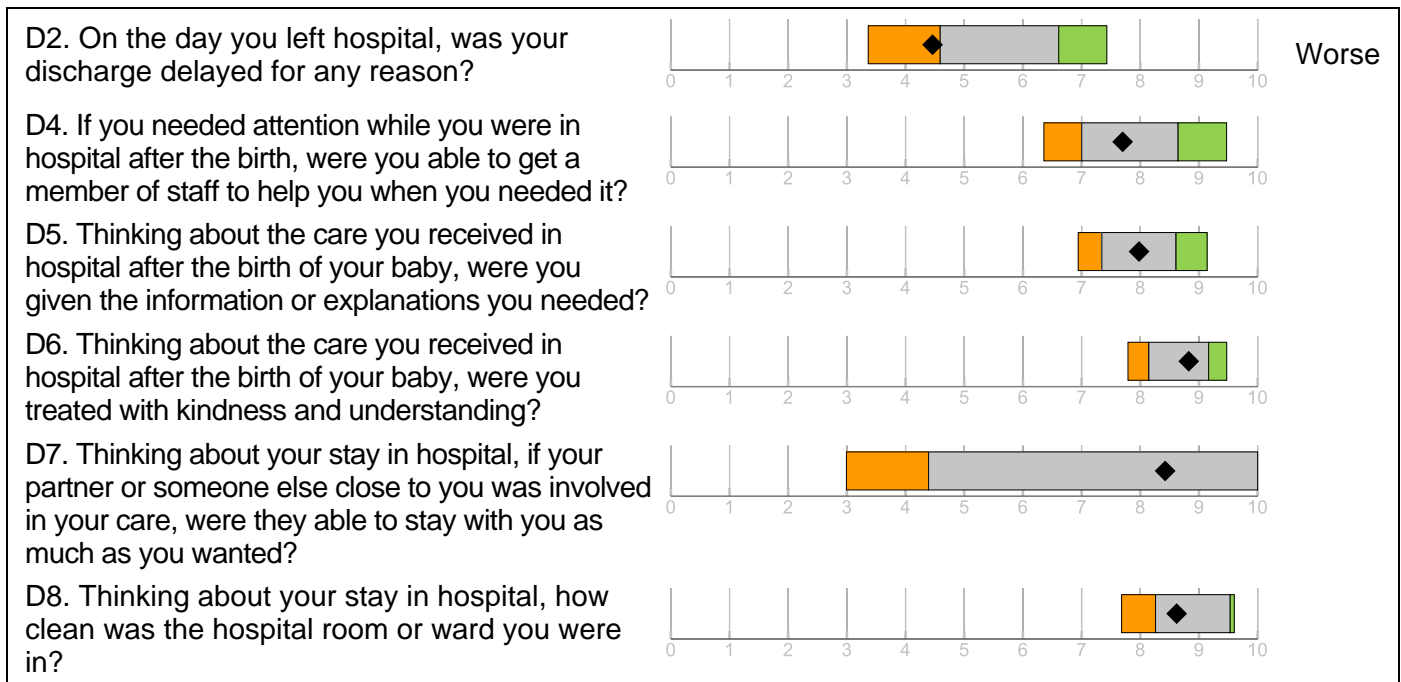 D2. On the day you left hospital, was your
discharge delayed for any reason?
Worse
0 1 2 3 4 5 6 7 8 9 10
D4. If you needed attention while you were in
hospital after the birth, were you able to get a
member of staff to help you when you needed it?
0 1 2 3 4 5 6 7 8 9 10
D5. Thinking about the care you received in
hospital after the birth of your baby, were you
given the information or explanations you needed?
0 1 2 3 4 5 6 7 8 9 10
D6. Thinking about the care you received in
hospital after the birth of your baby, were you
treated with kindness and understanding?
0 1 2 3 4 5 6 7 8 9 10
D7. Thinking about your stay in hospital, if your
partner or someone else close to you was involved
in your care, were they able to stay with you as
much as you wanted?
0 1 2 3 4 5 6 7 8 9 10
D8. Thinking about your stay in hospital, how
clean was the hospital room or ward you were
in?
0 1 2 3 4 5 6 7 8 9 10